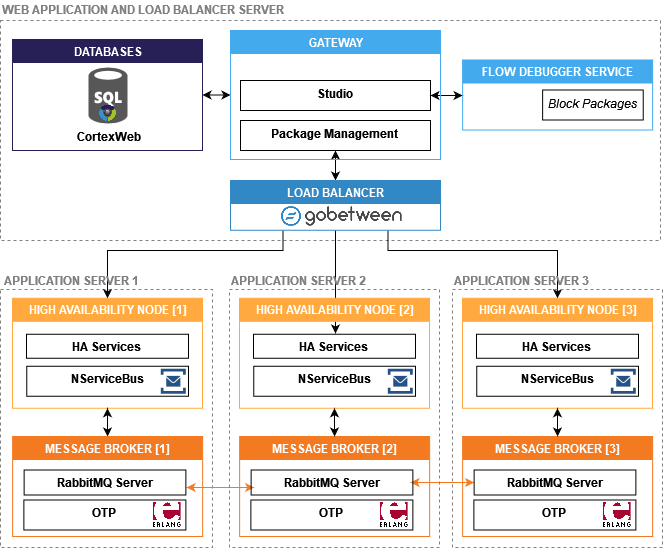 WEB APPLICATION AND LOAD BALANCER SERVER
DATABASES
SQL
CortexWeb
GATEWAY
Studio
Package Management
FLOW DEBUGGER SERVICE
Block Packages
LOAD BALANCER
gobetween
APPLICATION SERVER 1
HIGH AVAILABILITY NODE [1]
HA Services
NServiceBus
MESSAGE BROKER [1]
RabbitMQ Server
OTP
ERLANG
APPLICATION SERVER 2
HIGH AVAILABILITY NODE [2]
HA Services
NServiceBus
MESSAGE BROKER [2]
RabbitMQ Server
OTP
ERLANG
APPLICATION SERVER 3
HIGH AVAILABILITY NODE [3]
HA Services
NServiceBus
MESSAGE BROKER [3]
RabbitMQ Server
OTP
ERLANG